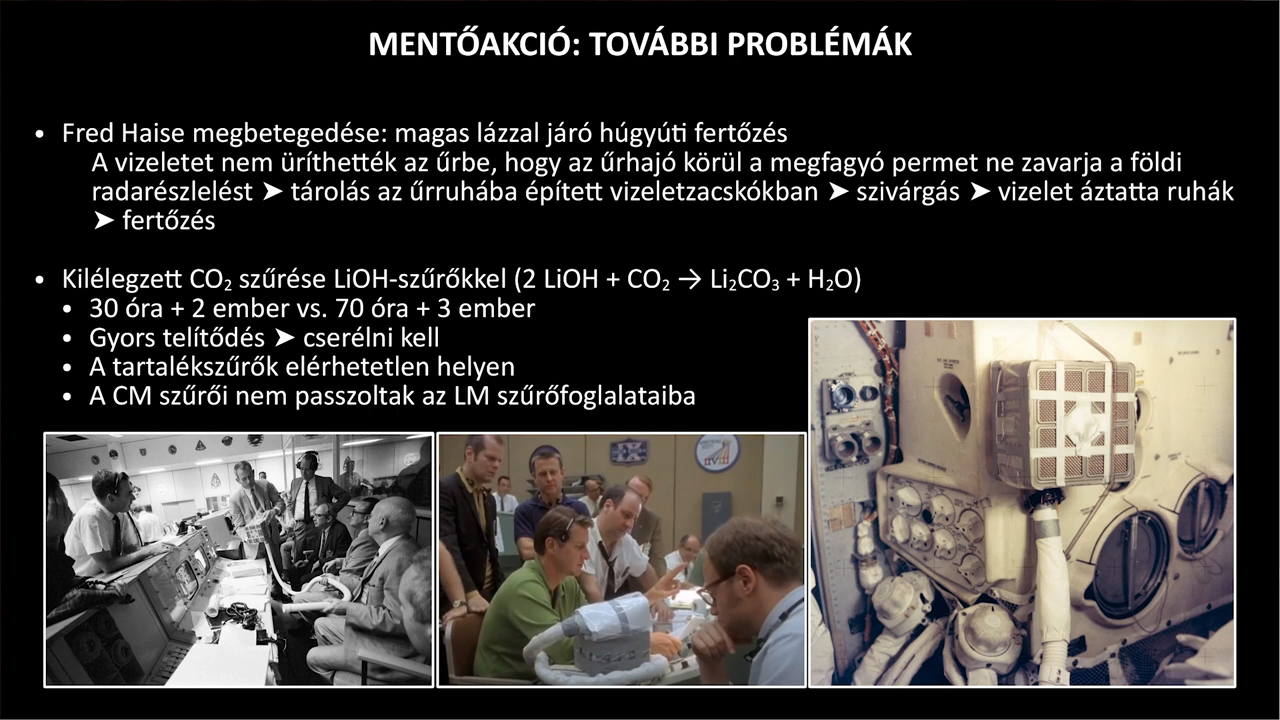 MENTŐAKCIÓ: TOVÁBBI PROBLÉMÁK
• Fred Haise megbetegedése: magas lázzal járó húgyúti fertőzés
A vizeletet nem üríthették az űrbe, hogy az űrhajó körül a megfagyó permet ne zavarja a földi
radarészlelést ➤ tárolás az űrruhába épített vizeletzacskókban ➤ szivárgás ➤ vizelet áztatta ruhák
➤ fertőzés
• Kilélegzett CO₂ szűrése LiOH-szűrőkkel (2 LiOH + CO₂ → Li₂CO₃ + H₂O)
• 30 óra + 2 ember vs. 70 óra + 3 ember
• Gyors telítődés ➤ cserélni kell
• A tartalékszűrők elérhetetlen helyen
• A CM szűrői nem passzoltak az LM szűrőfoglalataiba